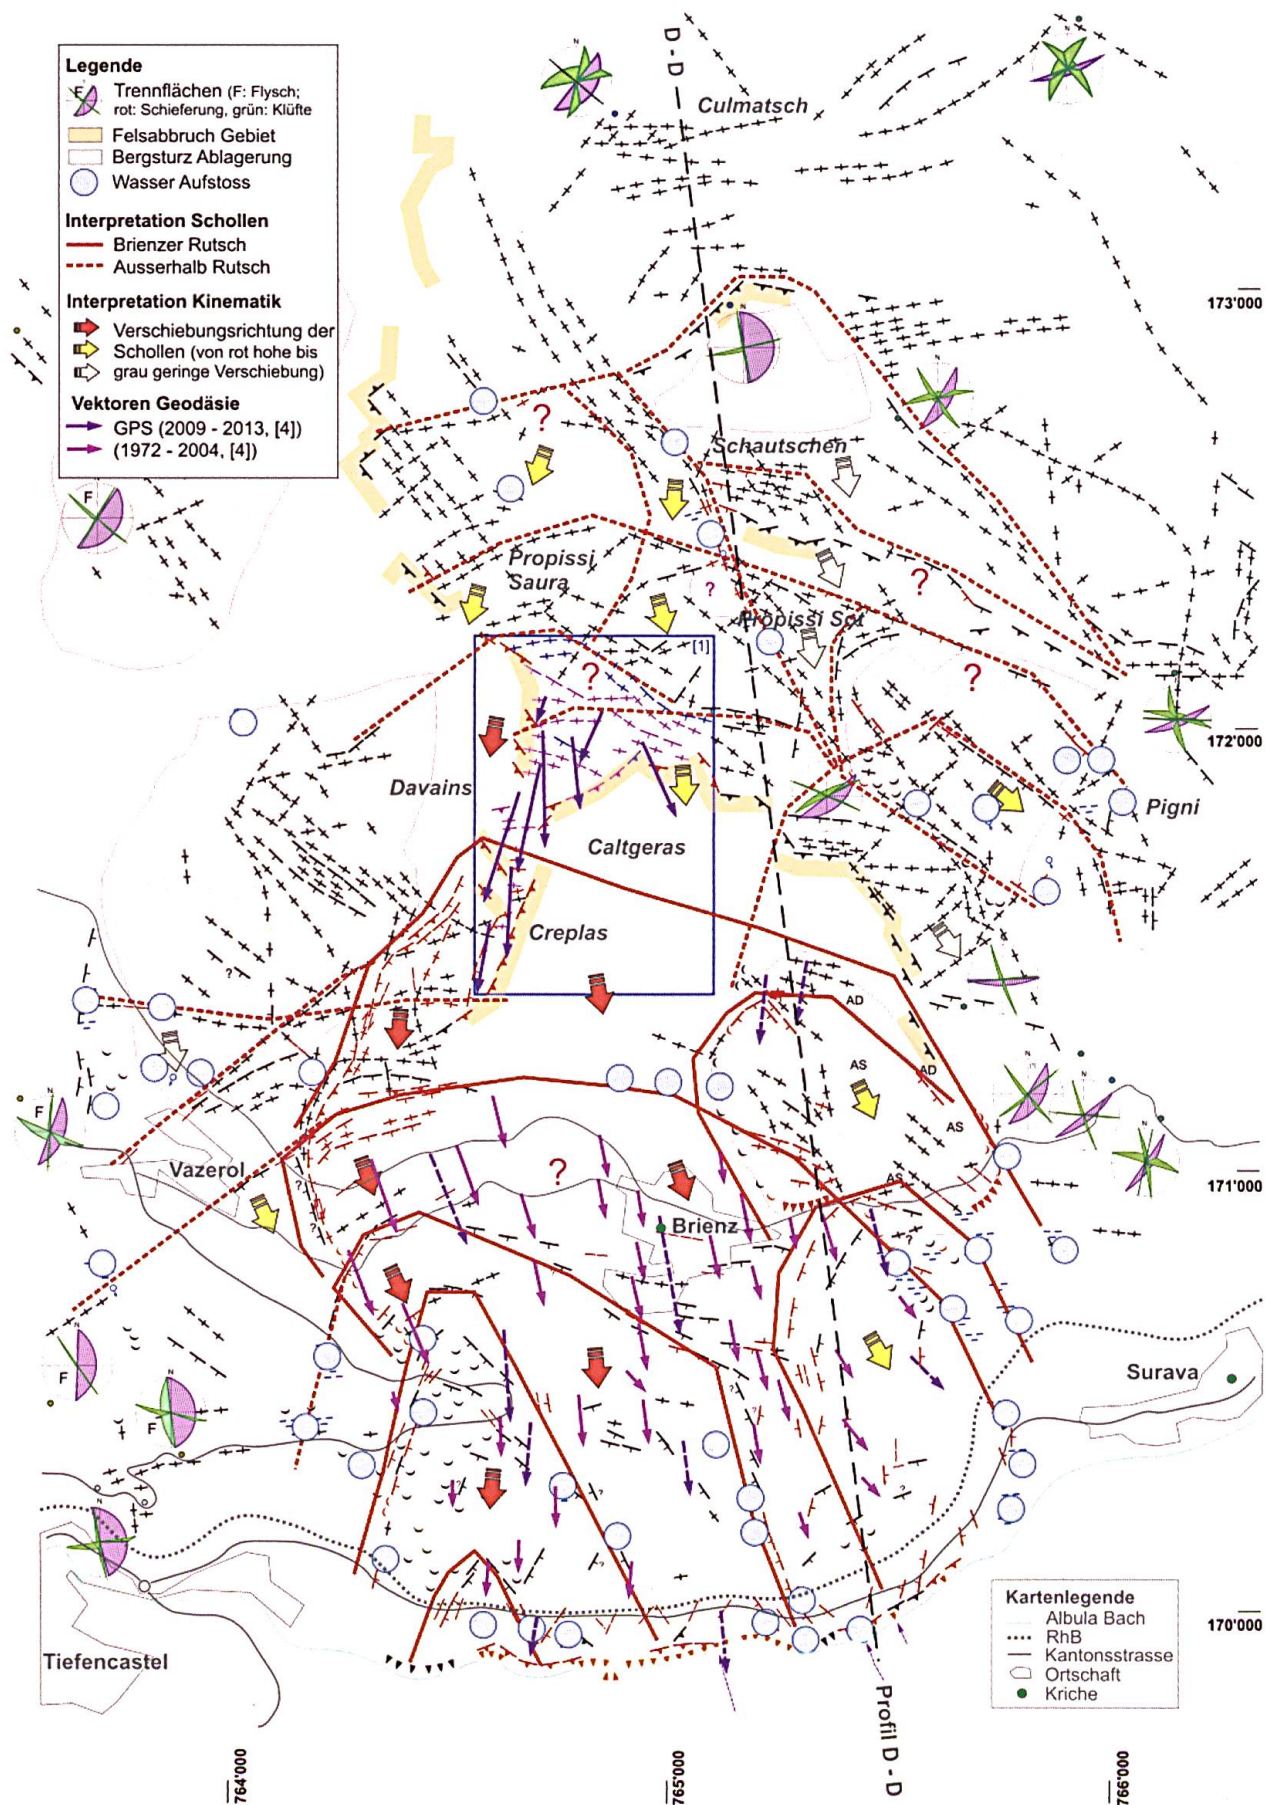 Legende
Trennflächen (F: Flysch;
rot: Schieferung, grün: Klüfte
Felsabbruch Gebiet
Bergsturz Ablagerung
Wasser Aufstoss
Interpretation Schollen
Brienzer Rutsch
Ausserhalb Rutsch
Interpretation Kinematik
Verschiebungsrichtung der
Schollen (von rot hohe bis
grau geringe Verschiebung)
Vektoren Geodäsie
GPS (2009 - 2013, [4])
(1972 - 2004, [4])
F
D - D
N
N
Culmatsch
173'000
N
N
?
Schautschen
F
Propissi
Saura
?
?
Propissi Sot
[1]
?
?
172'000
Davains
Pigni
Caltgeras
Creplas
?
AD
AS
AD
AS
AS
N
F
N
N
N
Vazerol
?
171'000
?
?
Brienz
?
N
F
N
F
?
?
?
?
?
?
Surava
N
Tiefencastel
170'000
Kartenlegende
Albula Bach
RhB
Kantonsstrasse
Ortschaft
Kriche
Profil D - D
764'000
765'000
766'000